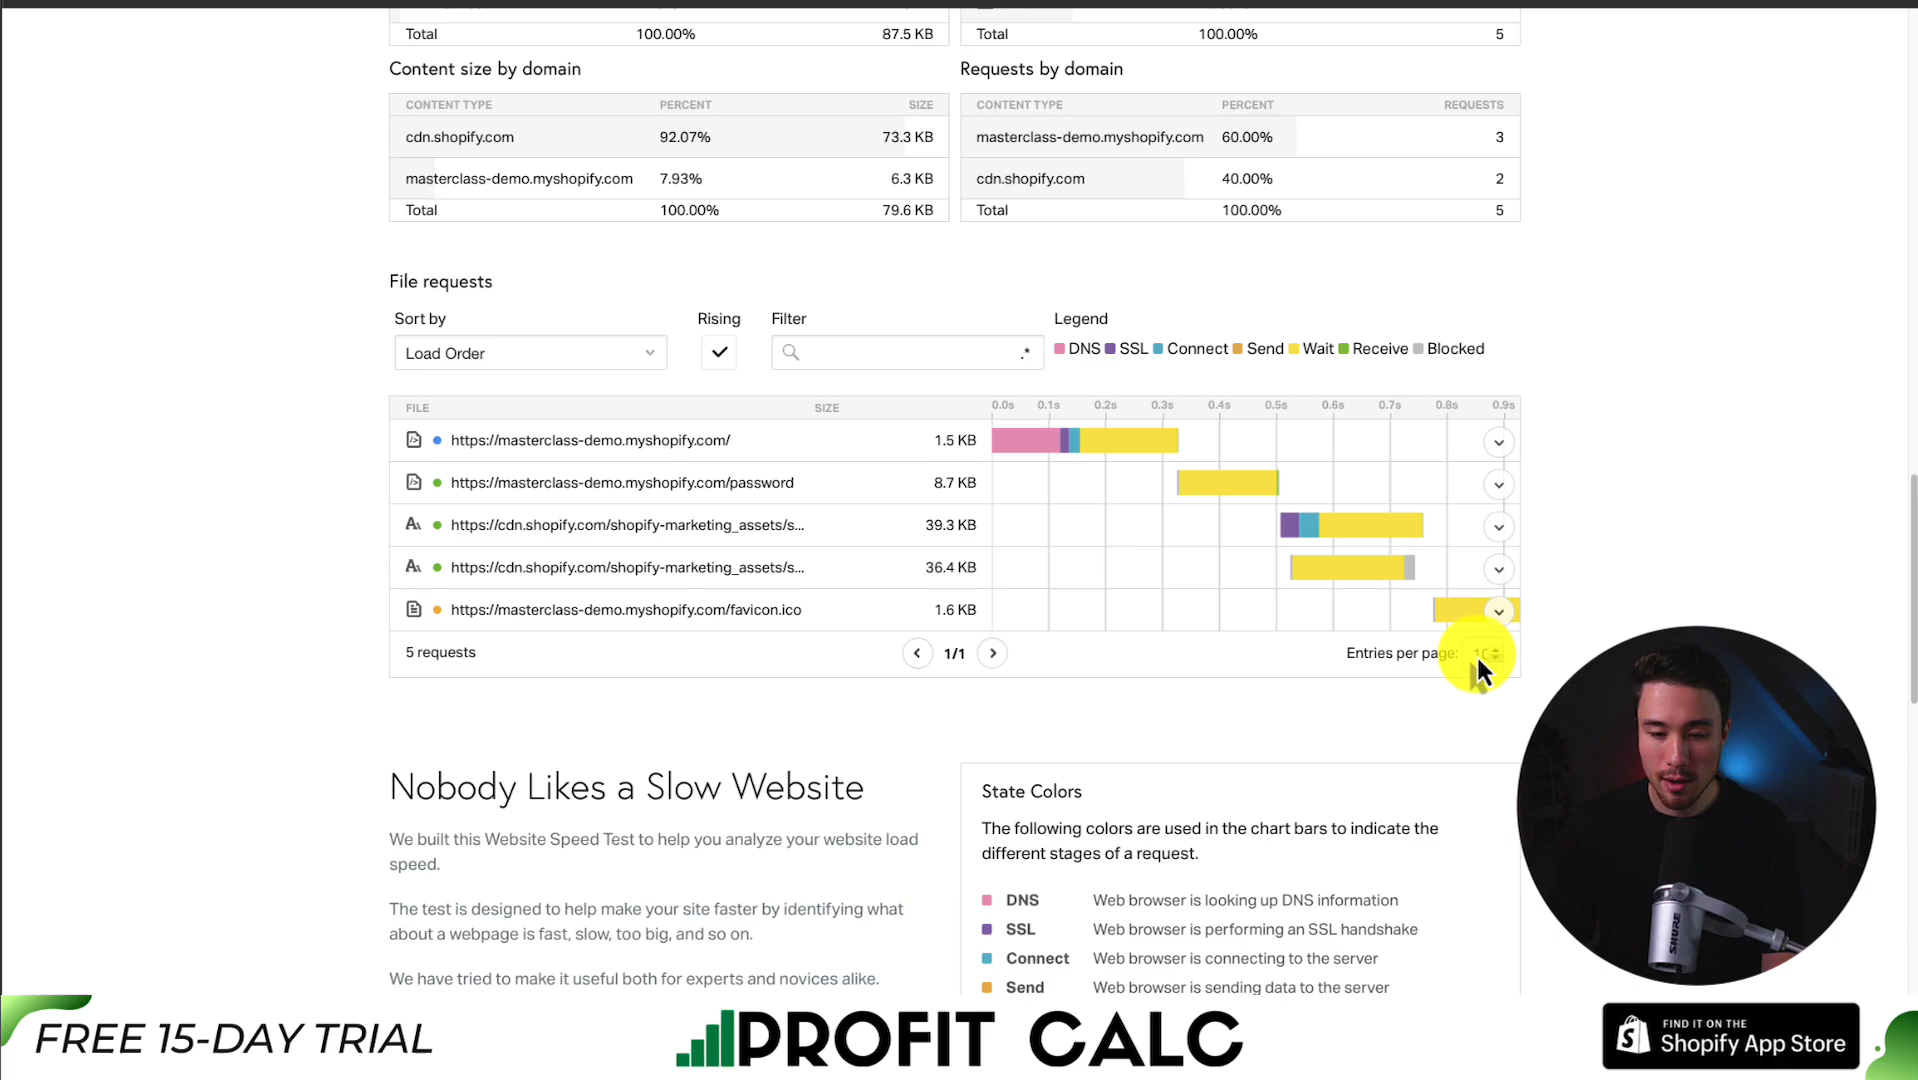 Total 100.00% 87.5 KB
Total 100.00% 5
Content size by domain
CONTENT TYPE PERCENT SIZE
cdn.shopify.com 92.07% 73.3 KB
masterclass-demo.myshopify.com 7.93% 6.3 KB
Total 100.00% 79.6 KB
Requests by domain
CONTENT TYPE PERCENT REQUESTS
masterclass-demo.myshopify.com 60.00% 3
cdn.shopify.com 40.00% 2
Total 100.00% 5
File requests
Sort by Rising Filter Legend
Load Order .* DNS SSL Connect Send Wait Receive Blocked
FILE SIZE 0.0s 0.1s 0.2s 0.3s 0.4s 0.5s 0.6s 0.7s 0.8s 0.9s
https://masterclass-demo.myshopify.com/ 1.5 KB
https://masterclass-demo.myshopify.com/password 8.7 KB
https://cdn.shopify.com/shopify-marketing_assets/s... 39.3 KB
https://cdn.shopify.com/shopify-marketing_assets/s... 36.4 KB
https://masterclass-demo.myshopify.com/favicon.ico 1.6 KB
5 requests 1/1 Entries per page:
Nobody Likes a Slow Website
We built this Website Speed Test to help you analyze your website load
speed.
The test is designed to help make your site faster by identifying what
about a webpage is fast, slow, too big, and so on.
We have tried to make it useful both for experts and novices alike.
State Colors
The following colors are used in the chart bars to indicate the
different stages of a request.
DNS Web browser is looking up DNS information
SSL Web browser is performing an SSL handshake
Connect Web browser is connecting to the server
Send Web browser is sending data to the server
SHURE
FREE 15-DAY TRIAL
PROFIT CALC
FIND IT ON THE
Shopify App Store